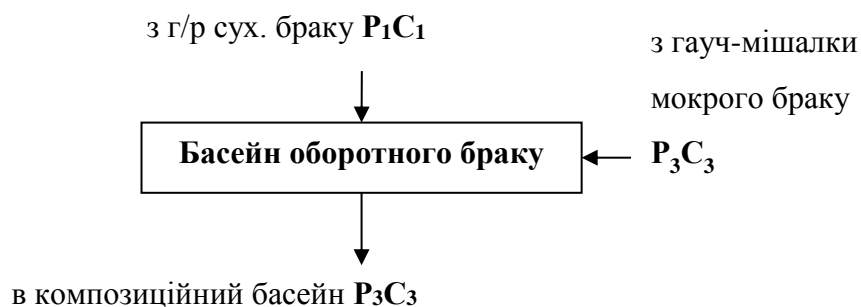 з г/р сух. браку P₁C₁
з гауч-мішалки
мокрого браку
Басейн оборотного браку
P₃C₃
в композиційний басейн P₃C₃